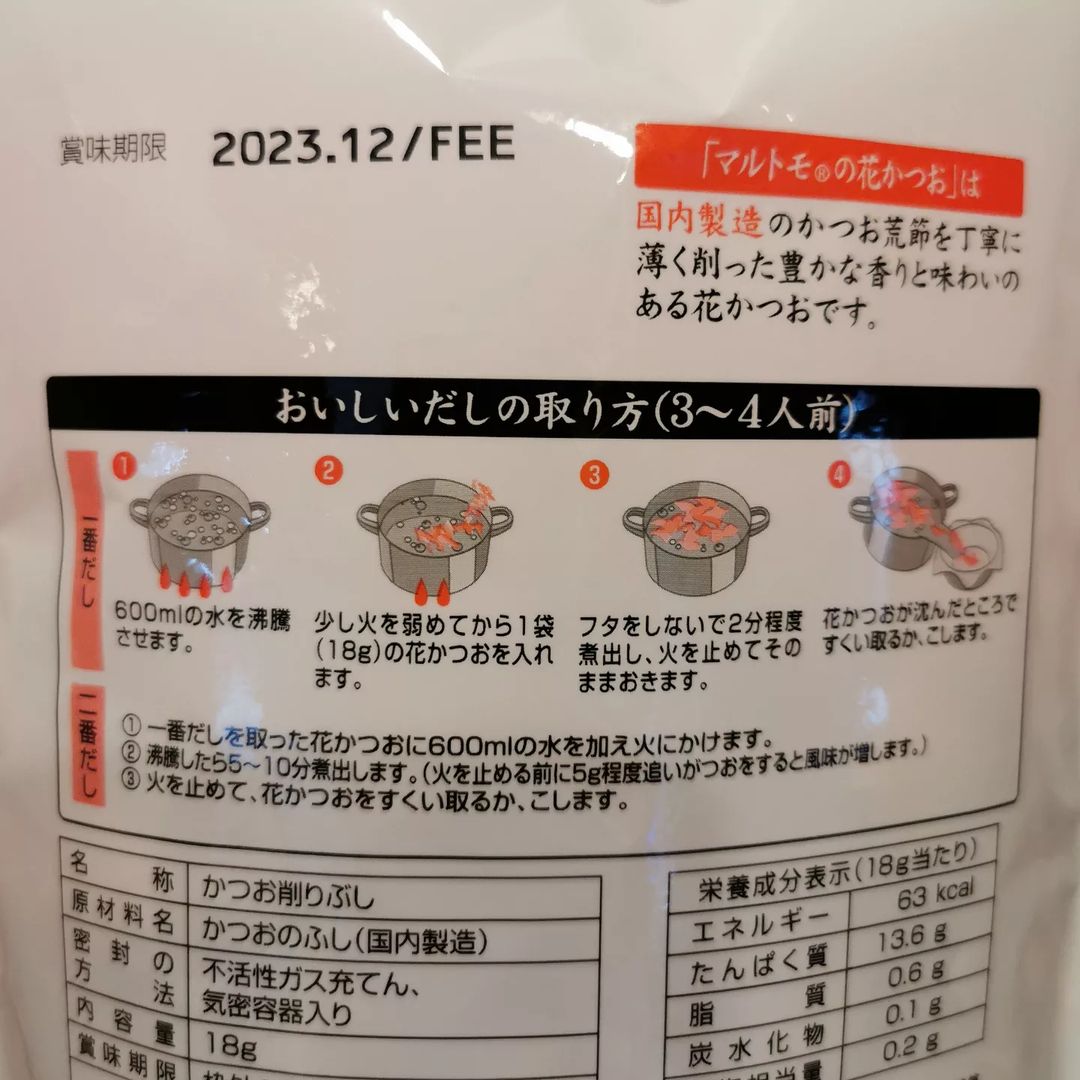 賞味期限 2023.12/FEE
「マルトモ®の花かつお」は
国内製造のかつお荒節を丁寧に
薄く削った豊かな香りと味わいの
ある花かつおです。
おいしいだしの取り方(3〜4人前)
一番だし
1
600mlの水を沸騰
させます。
2
少し火を弱めてから1袋
(18g)の花かつおを入れ
ます。
3
フタをしないで2分程度
煮出し、火を止めてその
ままおきます。
4
花かつおが沈んだところで
すくい取るか、こします。
二番だし
① 一番だしを取った花かつおに600mlの水を加え火にかけます。
② 沸騰したら5〜10分煮出します。(火を止める前に5g程度追いがつおをすると風味が増します。)
③ 火を止めて、花かつおをすくい取るか、こします。
名称 かつお削りぶし
原材料名 かつおのふし(国内製造)
密封の
方法
不活性ガス充てん、
気密容器入り
内容量 18g
賞味期限
栄養成分表示(18g当たり)
エネルギー 63 kcal
たんぱく質 13.6 g
脂質 0.6 g
炭水化物 0.1 g
相当量 0.2 g